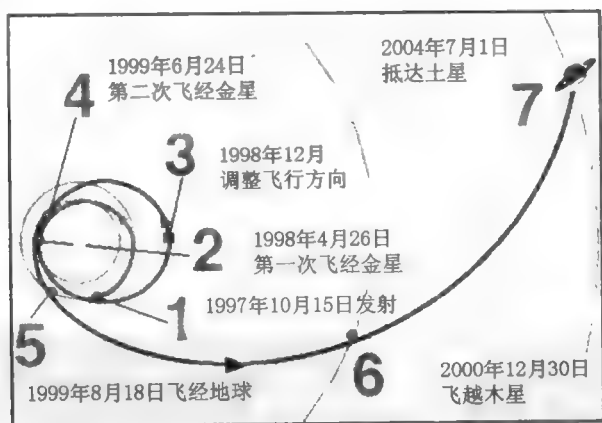 1999年6月24日
第二次飞经金星
4
2004年7月1日
抵达土星
7
3
1998年12月
调整飞行方向
2
1998年4月26日
第一次飞经金星
1
1997年10月15日发射
5
6
1999年8月18日飞经地球
2000年12月30日
飞越木星